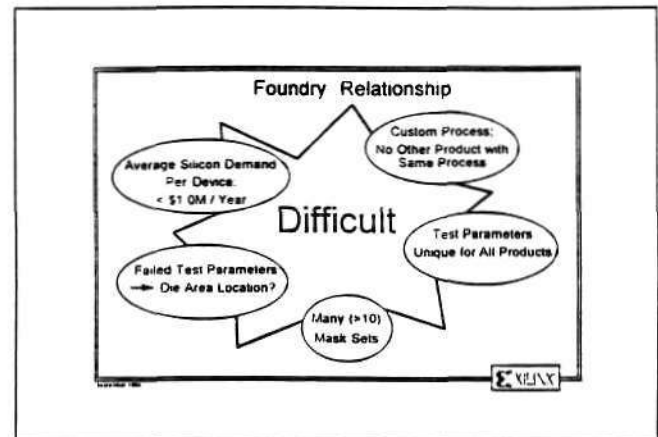 Foundry Relationship
Custom Process:
No Other Product with
Same Process
Average Silicon Demand
Per Device:
< $1 0M / Year
Difficult
Test Parameters
Unique for All Products
Failed Test Parameters
→ Die Area Location?
Many (>10)
Mask Sets
XILINX